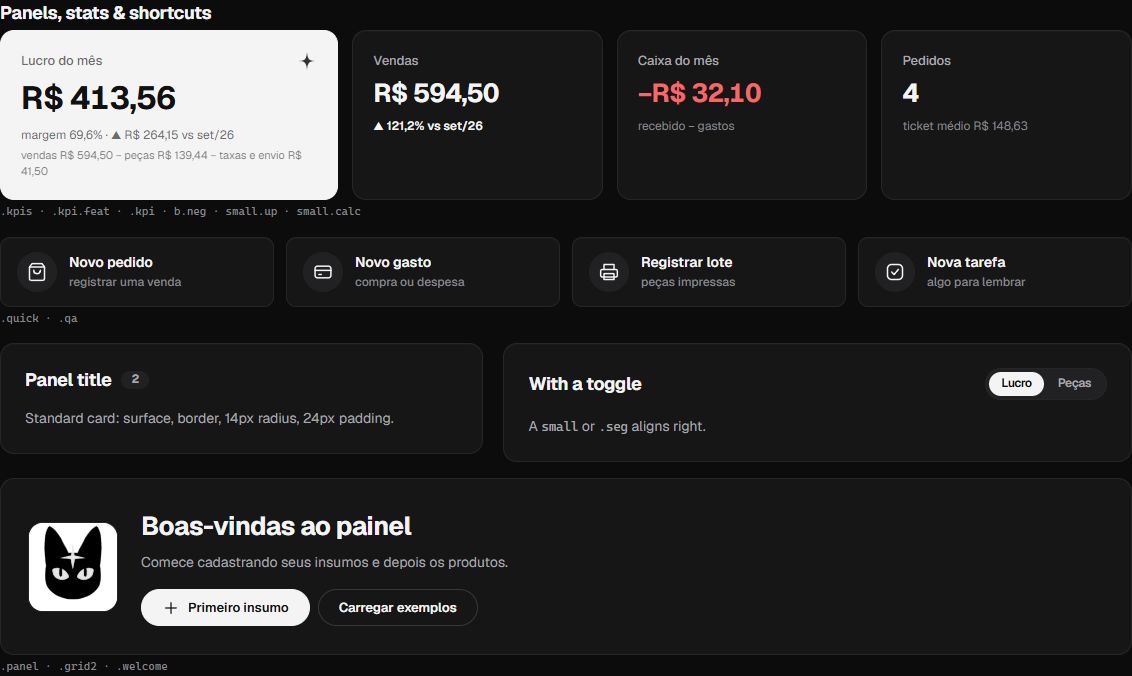 Panels, stats & shortcuts
Lucro do mês
R$ 413,56
margem 69,6% · ▲ R$ 264,15 vs set/26
vendas R$ 594,50 − peças R$ 139,44 − taxas e envio R$
41,50
Vendas
R$ 594,50
▲ 121,2% vs set/26
Caixa do mês
−R$ 32,10
recebido − gastos
Pedidos
4
ticket médio R$ 148,63
.kpis · .kpi.feat · .kpi · b.neg · small.up · small.calc
Novo pedido
registrar uma venda
Novo gasto
compra ou despesa
Registrar lote
peças impressas
Nova tarefa
algo para lembrar
.quick · .qa
Panel title 2
Standard card: surface, border, 14px radius, 24px padding.
With a toggle
Lucro Peças
A small or .seg aligns right.
Boas-vindas ao painel
Comece cadastrando seus insumos e depois os produtos.
+ Primeiro insumo
Carregar exemplos
.panel · .grid2 · .welcome